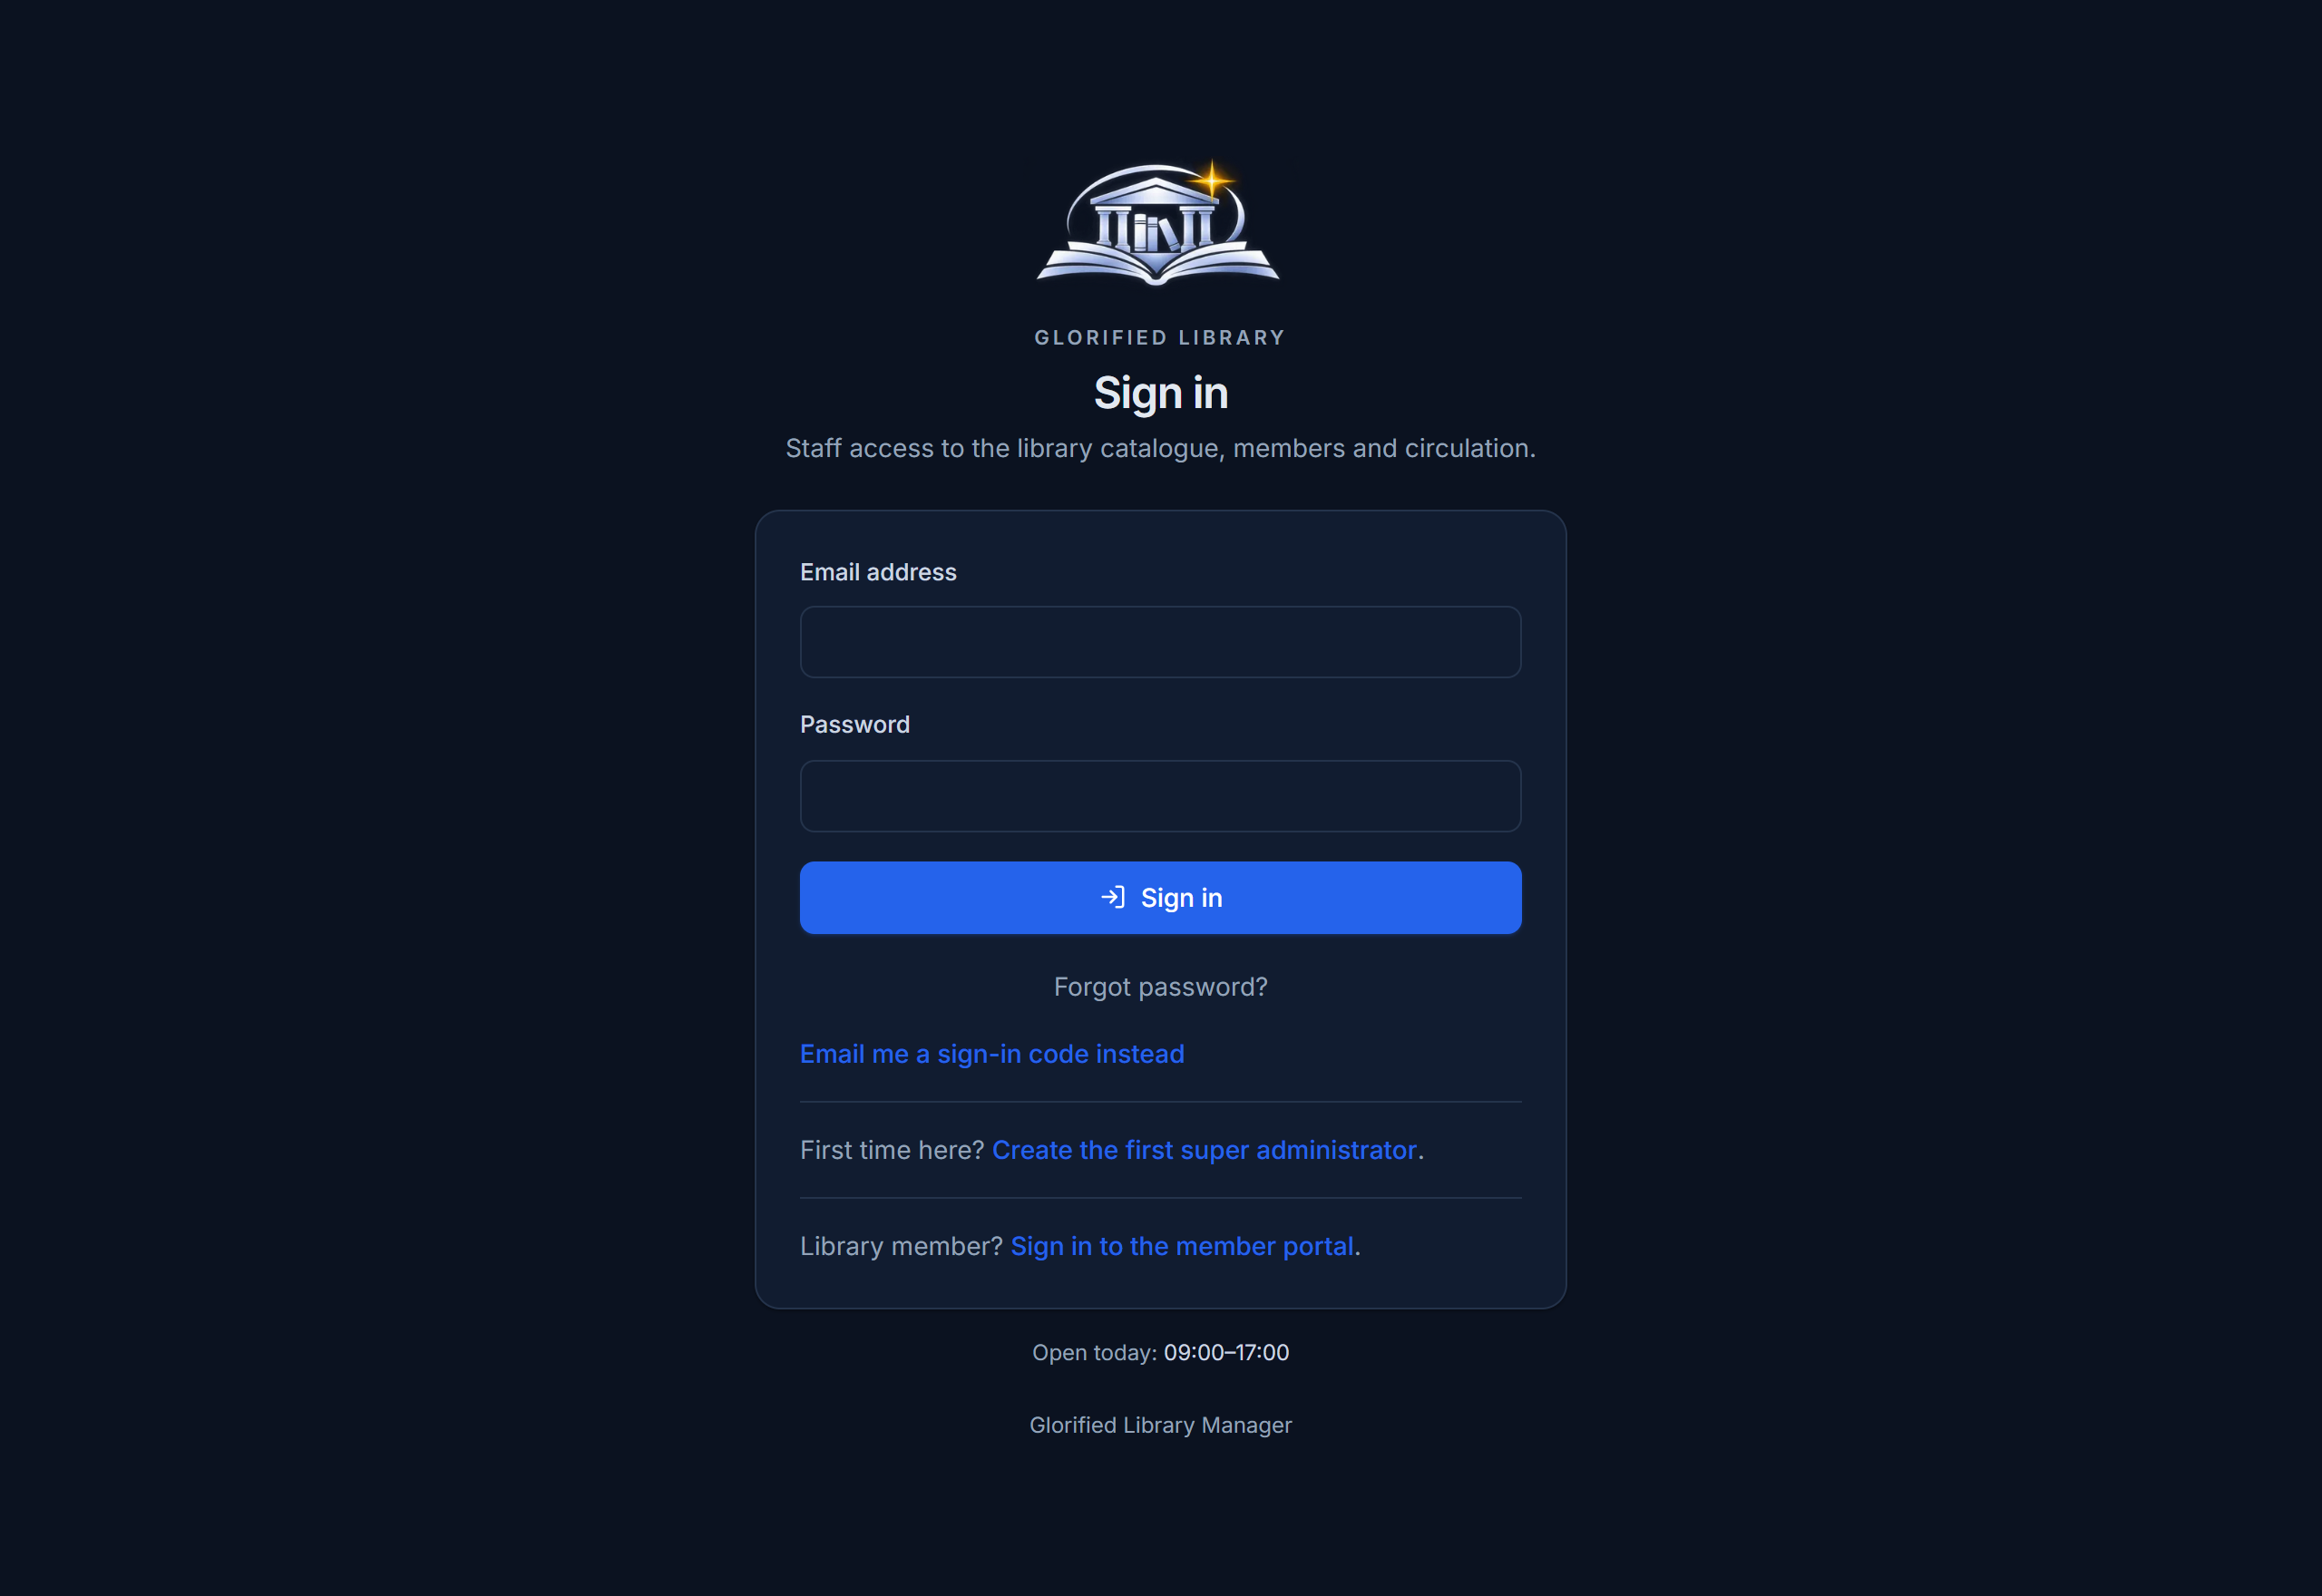 GLORIFIED LIBRARY
Sign in
Staff access to the library catalogue, members and circulation.
Email address
Password
Sign in
Forgot password?
Email me a sign-in code instead
First time here? Create the first super administrator.
Library member? Sign in to the member portal.
Open today: 09:00–17:00
Glorified Library Manager